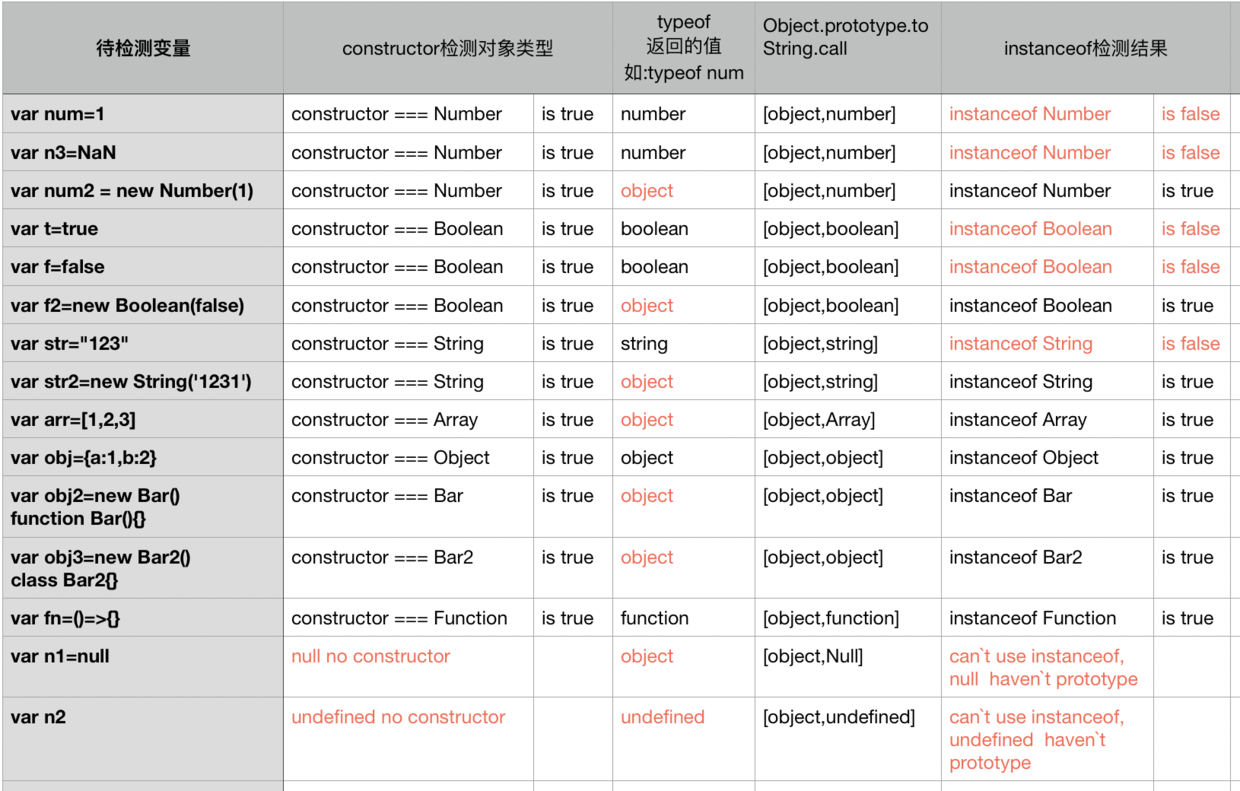 待检测变量
constructor检测对象类型
typeof
返回的值
如:typeof num
Object.prototype.to
String.call
instanceof检测结果
var num=1
constructor === Number
is true
number
[object,number]
instanceof Number
is false
var n3=NaN
constructor === Number
is true
number
[object,number]
instanceof Number
is false
var num2 = new Number(1)
constructor === Number
is true
object
[object,number]
instanceof Number
is true
var t=true
constructor === Boolean
is true
boolean
[object,boolean]
instanceof Boolean
is false
var f=false
constructor === Boolean
is true
boolean
[object,boolean]
instanceof Boolean
is false
var f2=new Boolean(false)
constructor === Boolean
is true
object
[object,boolean]
instanceof Boolean
is true
var str="123"
constructor === String
is true
string
[object,string]
instanceof String
is false
var str2=new String('1231')
constructor === String
is true
object
[object,string]
instanceof String
is true
var arr=[1,2,3]
constructor === Array
is true
object
[object,Array]
instanceof Array
is true
var obj={a:1,b:2}
constructor === Object
is true
object
[object,object]
instanceof Object
is true
var obj2=new Bar()
function Bar(){}
constructor === Bar
is true
object
[object,object]
instanceof Bar
is true
var obj3=new Bar2()
class Bar2{}
constructor === Bar2
is true
object
[object,object]
instanceof Bar2
is true
var fn=()=>{}
constructor === Function
is true
function
[object,function]
instanceof Function
is true
var n1=null
null no constructor
object
[object,Null]
can`t use instanceof,
null  haven`t prototype
var n2
undefined no constructor
undefined
[object,undefined]
can`t use instanceof,
undefined  haven`t
prototype